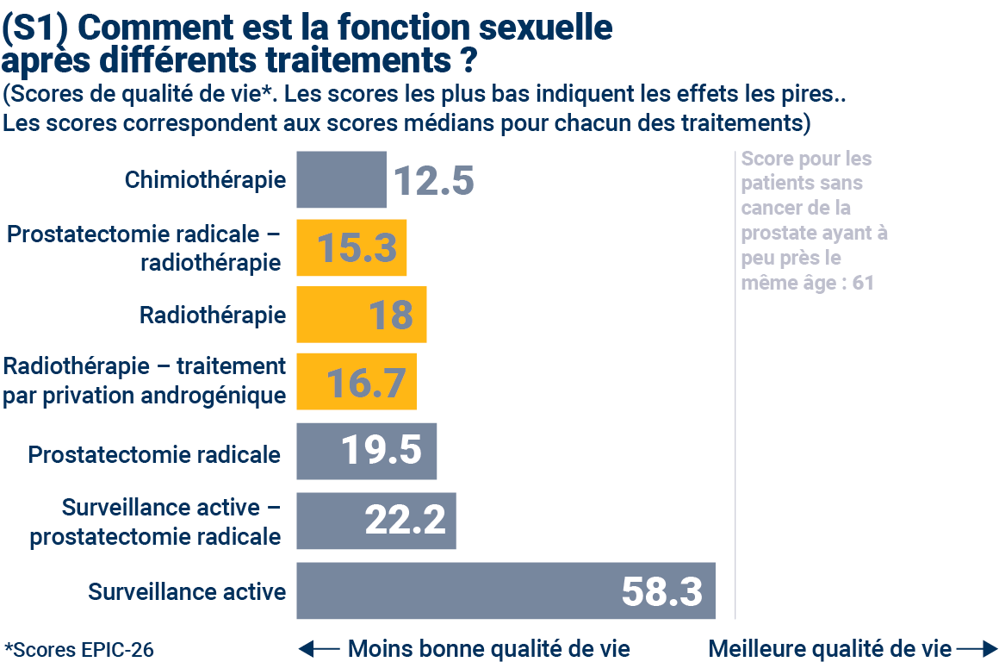 (S1) Comment est la fonction sexuelle
après différents traitements ?
(Scores de qualité de vie*. Les scores les plus bas indiquent les effets les pires..
Les scores correspondent aux scores médians pour chacun des traitements)
Score pour les
patients sans
cancer de la
prostate ayant à
peu près le
même âge : 61
Chimiothérapie 12.5
Prostatectomie radicale –
radiothérapie 15.3
Radiothérapie 18
Radiothérapie – traitement
par privation androgénique 16.7
Prostatectomie radicale 19.5
Surveillance active –
prostatectomie radicale 22.2
Surveillance active 58.3
*Scores EPIC-26
Moins bonne qualité de vie
Meilleure qualité de vie